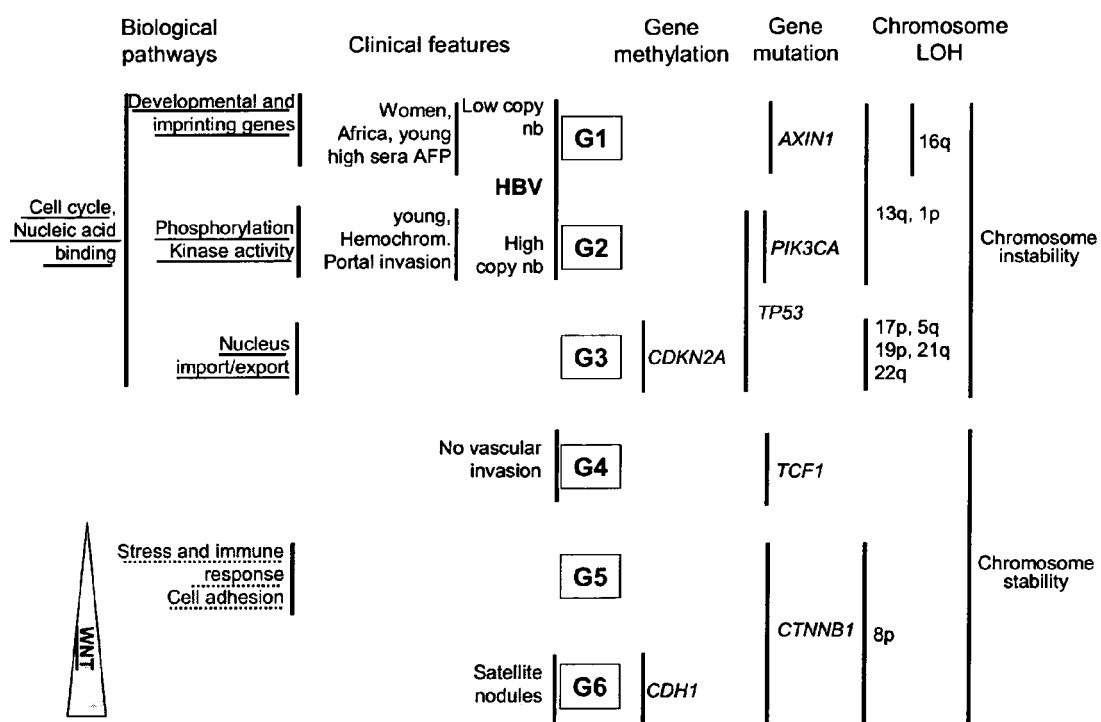 Biological
pathways
Clinical features
Gene
methylation
Gene
mutation
Chromosome
LOH
Developmental and
imprinting genes
Women,
Africa, young
high sera AFP
Low copy
nb
G1
AXIN1
16q
HBV
Cell cycle,
Nucleic acid
binding
Phosphorylation
Kinase activity
young,
Hemochrom.
Portal invasion
High
copy nb
G2
PIK3CA
13q, 1p
Chromosome
instability
TP53
Nucleus
import/export
G3
CDKN2A
17p, 5q
19p, 21q
22q
No vascular
invasion
G4
TCF1
Stress and immune
response
Cell adhesion
G5
Chromosome
stability
WNT
CTNNB1
8p
Satellite
nodules
G6
CDH1